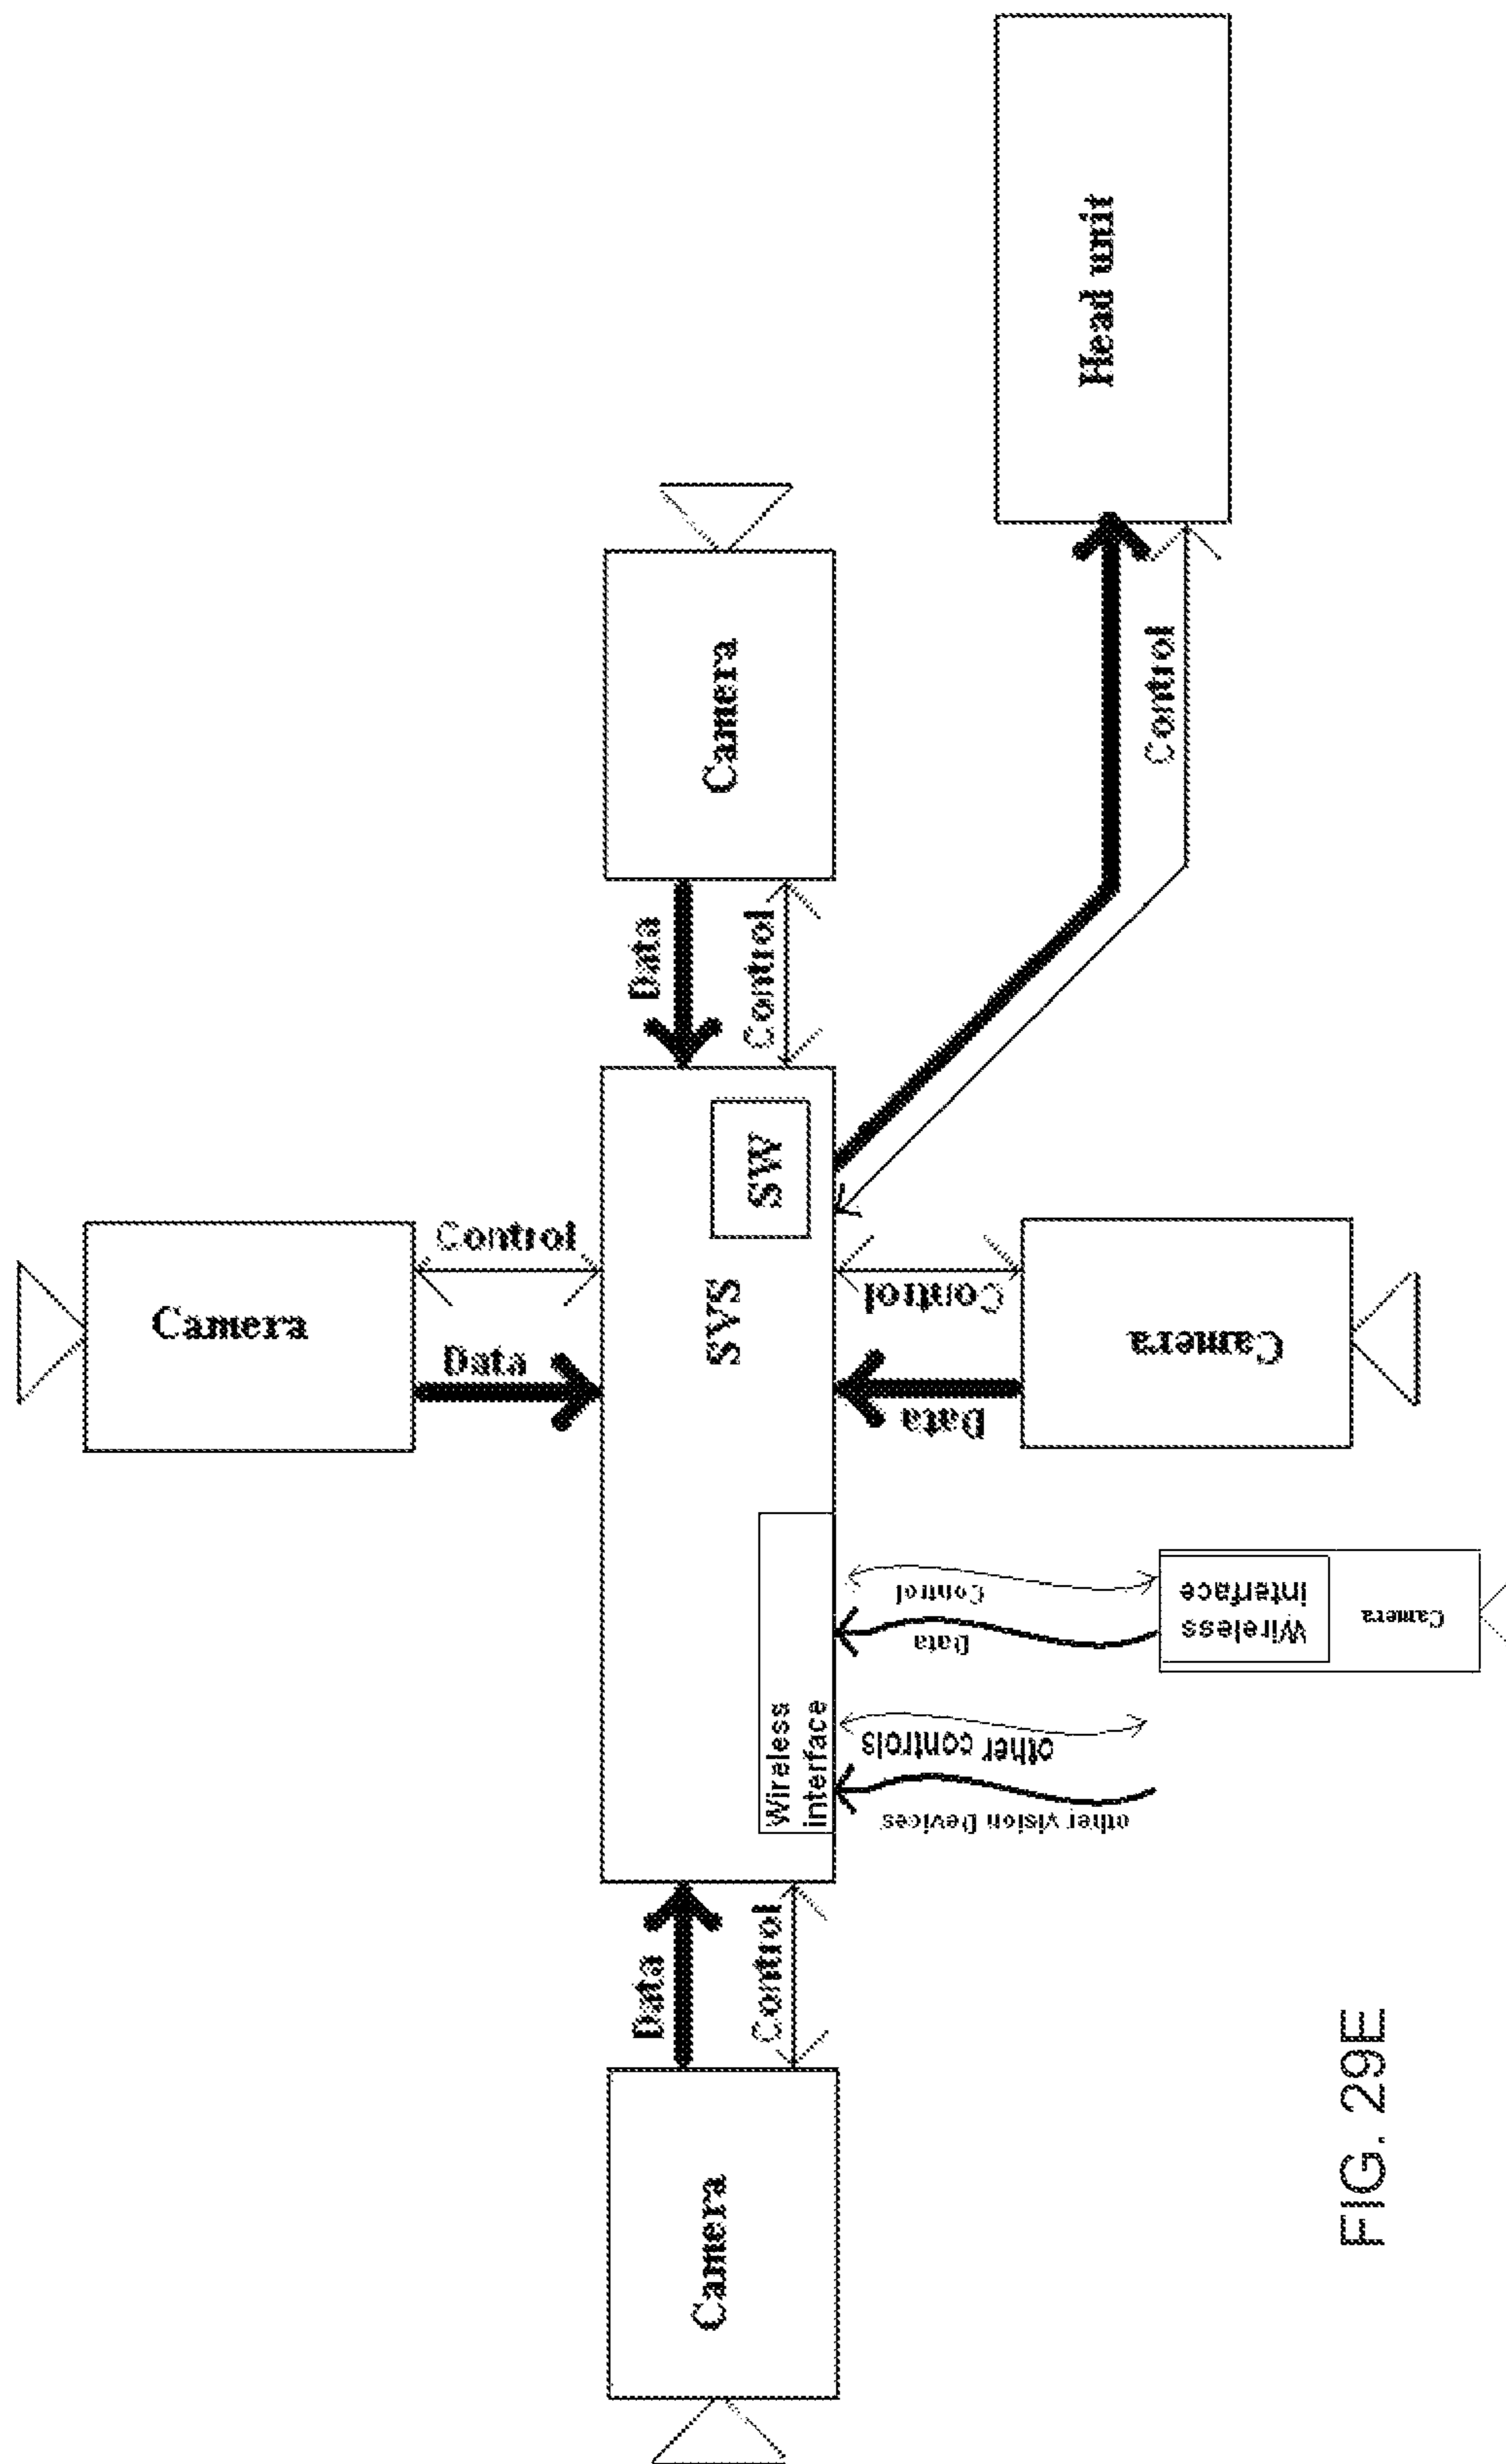 Camera
Control
Data
Camera
Data
Control
SVS
SW
Wireless
interface
Data
Control
Camera
Control
Data
Camera
Control
Head unit
Control
Data
Wireless
interface
Camera
other controls
other vision Devices
FIG. 29E